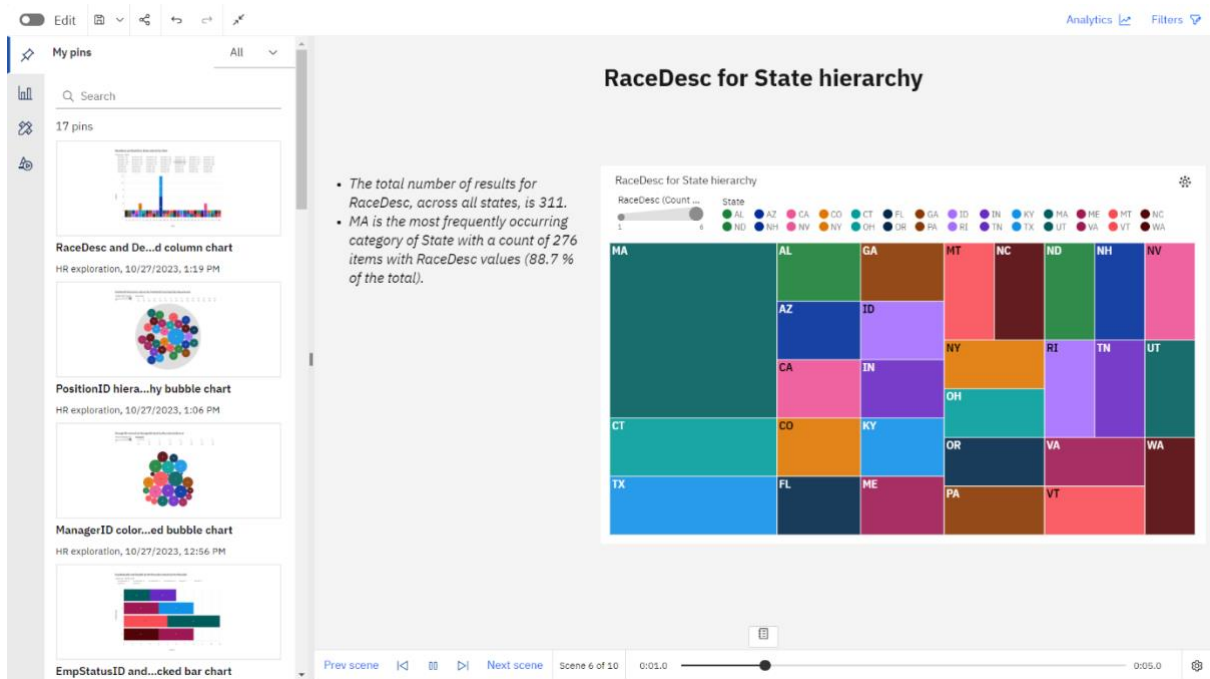 Edit
Analytics
Filters
My pins
All
Search
17 pins
RaceDesc and De...d column chart
HR exploration, 10/27/2023, 1:19 PM
PositionID hiera...hy bubble chart
HR exploration, 10/27/2023, 1:06 PM
ManagerID color...ed bubble chart
HR exploration, 10/27/2023, 12:56 PM
EmpStatusID and...cked bar chart
RaceDesc for State hierarchy
• The total number of results for
RaceDesc, across all states, is 311.
• MA is the most frequently occurring
category of State with a count of 276
items with RaceDesc values (88.7 %
of the total).
RaceDesc for State hierarchy
RaceDesc (Count ...
1 6
State
AL AZ CA CO CT FL GA ID IN KY MA ME MT NC
ND NH NV NY OH OR PA RI TN TX UT VA VT WA
MA AL GA MT NC ND NH NV
AZ ID
NY RI TN UT
CA IN
OH
CT CO KY
OR VA WA
TX FL ME
PA VT
Prev scene
Next scene
Scene 6 of 10
0:01.0
0:05.0